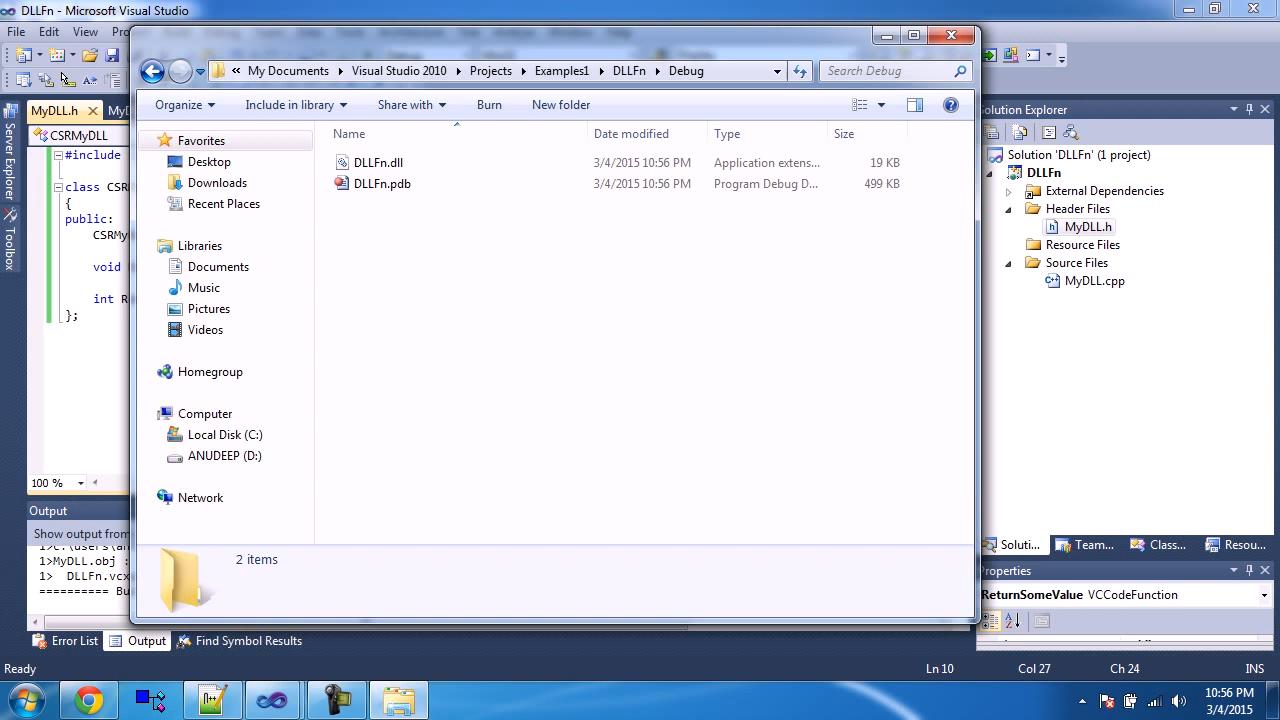 DLLFn - Microsoft Visual Studio
File Edit View
My Documents Visual Studio 2010 Projects Examples1 DLLFn Debug
Search Debug
Organize Include in library Share with Burn New folder
MyDLL.h
CSRMyDLL
#include
class
{
public:
void
int
};
100 %
Server Explorer
Toolbox
Favorites
Desktop
Downloads
Recent Places
Libraries
Documents
Music
Pictures
Videos
Homegroup
Computer
Local Disk (C:)
ANUDEEP (D:)
Network
Name Date modified Type Size
DLLFn.dll 3/4/2015 10:56 PM Application extens... 19 KB
DLLFn.pdb 3/4/2015 10:56 PM Program Debug D... 499 KB
2 items
Solution Explorer
Solution 'DLLFn' (1 project)
DLLFn
External Dependencies
Header Files
MyDLL.h
Resource Files
Source Files
MyDLL.cpp
Soluti... Team... Class... Resou...
Properties
ReturnSomeValue VCCodeFunction
Output
Show output from
1>MyDLL.obj :
1> DLLFn.vcx
========== Bu
Error List Output Find Symbol Results
Ready Ln 10 Col 27 Ch 24 INS
10:56 PM
3/4/2015